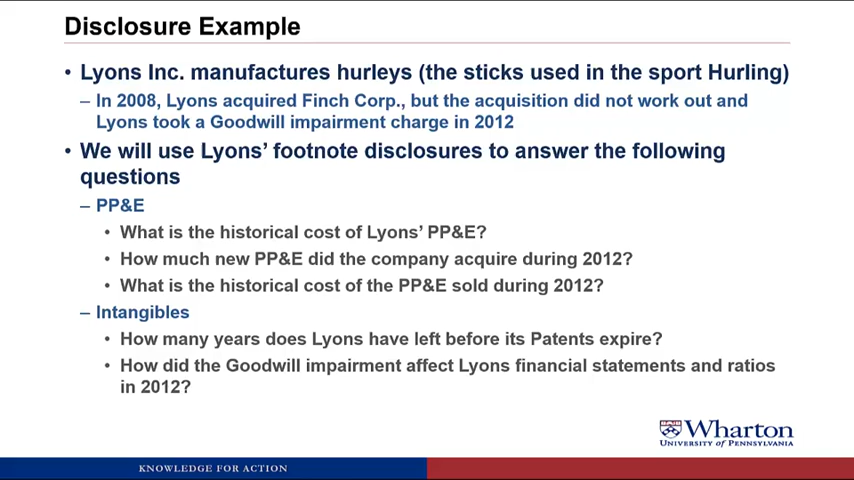 Disclosure Example
• Lyons Inc. manufactures hurleys (the sticks used in the sport Hurling)
– In 2008, Lyons acquired Finch Corp., but the acquisition did not work out and
Lyons took a Goodwill impairment charge in 2012
• We will use Lyons' footnote disclosures to answer the following
questions
– PP&E
• What is the historical cost of Lyons' PP&E?
• How much new PP&E did the company acquire during 2012?
• What is the historical cost of the PP&E sold during 2012?
– Intangibles
• How many years does Lyons have left before its Patents expire?
• How did the Goodwill impairment affect Lyons financial statements and ratios
in 2012?
Wharton
UNIVERSITY of PENNSYLVANIA
KNOWLEDGE FOR ACTION